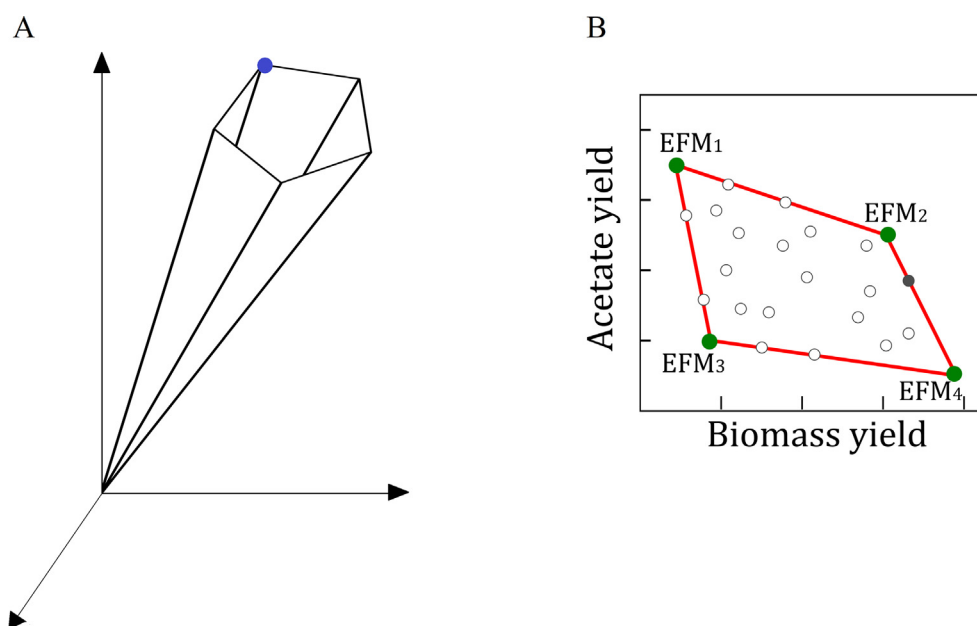 A
B
EFM1
EFM2
EFM3
EFM4
Acetate yield
Biomass yield